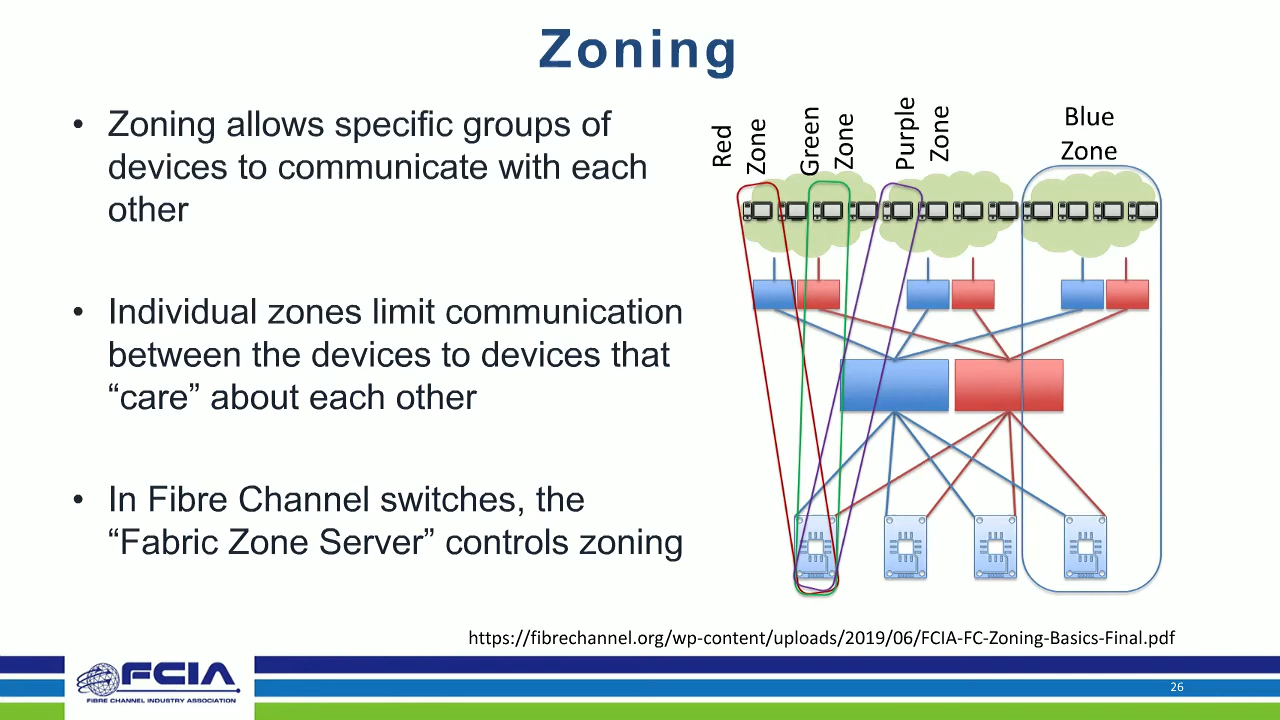 Zoning
• Zoning allows specific groups of
devices to communicate with each
other
• Individual zones limit communication
between the devices to devices that
“care” about each other
• In Fibre Channel switches, the
“Fabric Zone Server” controls zoning
Red
Zone
Green
Zone
Purple
Zone
Blue
Zone
https://fibrechannel.org/wp-content/uploads/2019/06/FCIA-FC-Zoning-Basics-Final.pdf
FCIA
FIBRE CHANNEL INDUSTRY ASSOCIATION
26